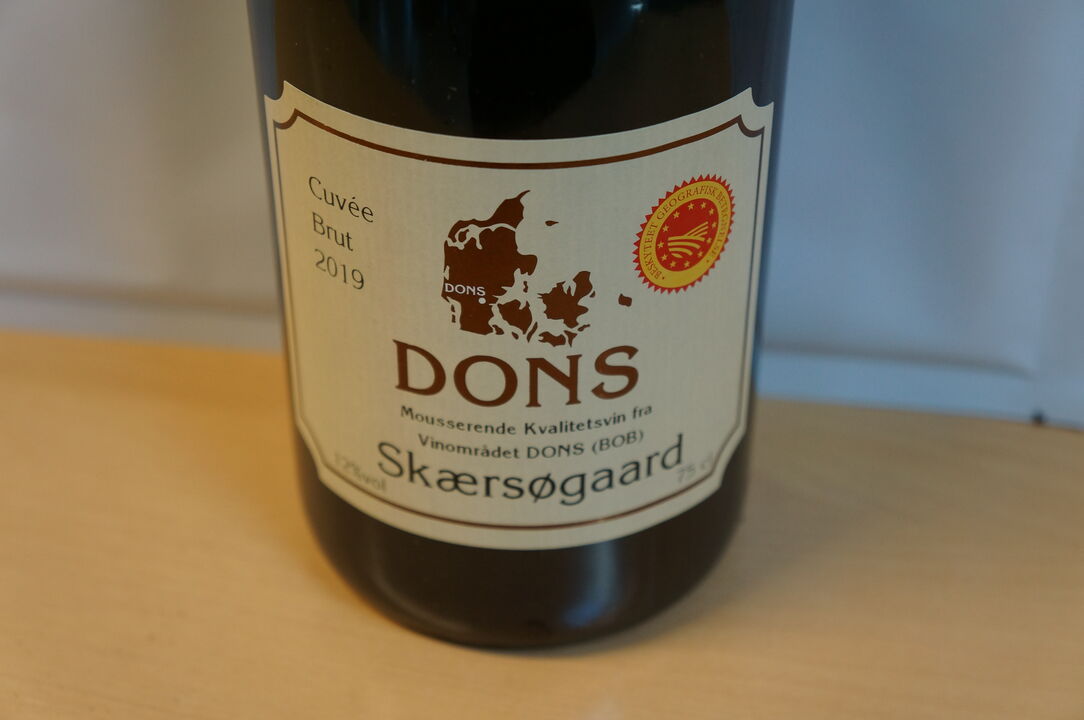 Cuvée
Brut
2019
BESKYTTET GEOGRAFISK BETEGNELSE
DONS
DONS
Mousserende Kvalitetsvin fra
Vinområdet DONS (BOB)
Skærsøgaard
12%vol
75 cl